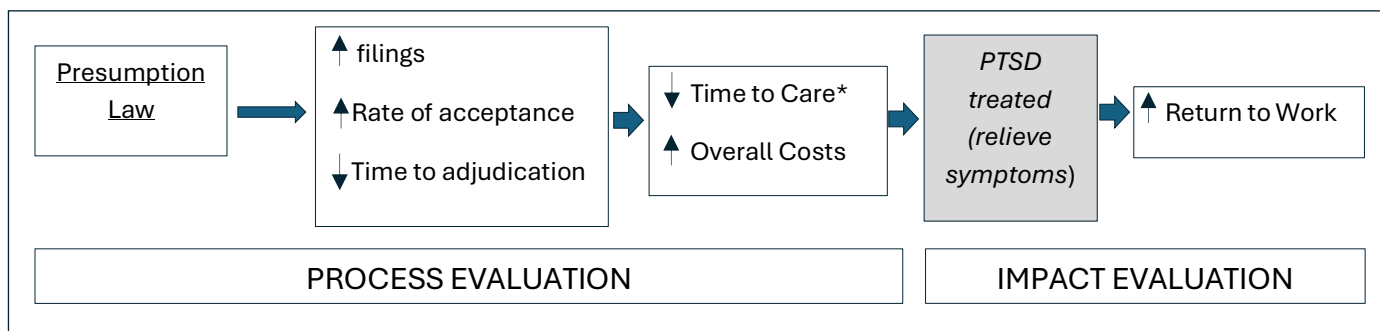 Presumption
Law
filings
Rate of acceptance
Time to adjudication
Time to Care*
Overall Costs
PTSD
treated
(relieve
symptoms)
Return to Work
PROCESS EVALUATION
IMPACT EVALUATION